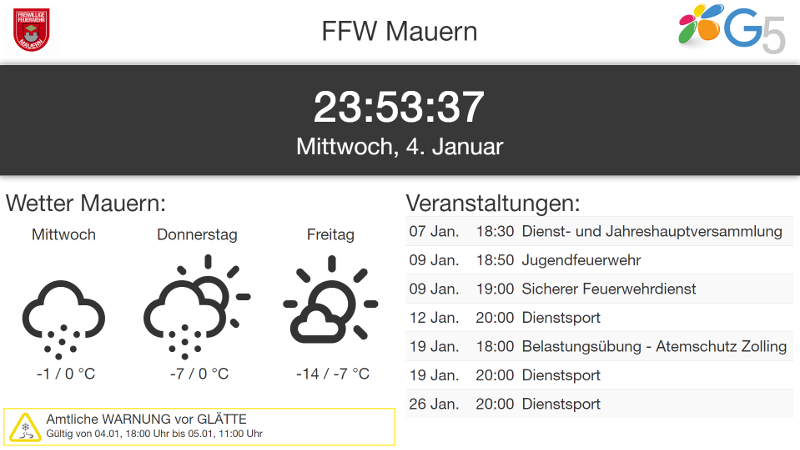 FREIWILLIGE
FEUERWEHR
MAUERN
FFW Mauern
G5
23:53:37
Mittwoch, 4. Januar
Wetter Mauern:
Mittwoch Donnerstag Freitag
-1 / 0 °C -7 / 0 °C -14 / -7 °C
Amtliche WARNUNG vor GLÄTTE
Gültig von 04.01, 18:00 Uhr bis 05.01, 11:00 Uhr
Veranstaltungen:
07 Jan. 18:30 Dienst- und Jahreshauptversammlung
09 Jan. 18:50 Jugendfeuerwehr
09 Jan. 19:00 Sicherer Feuerwehrdienst
12 Jan. 20:00 Dienstsport
19 Jan. 18:00 Belastungsübung - Atemschutz Zolling
19 Jan. 20:00 Dienstsport
26 Jan. 20:00 Dienstsport